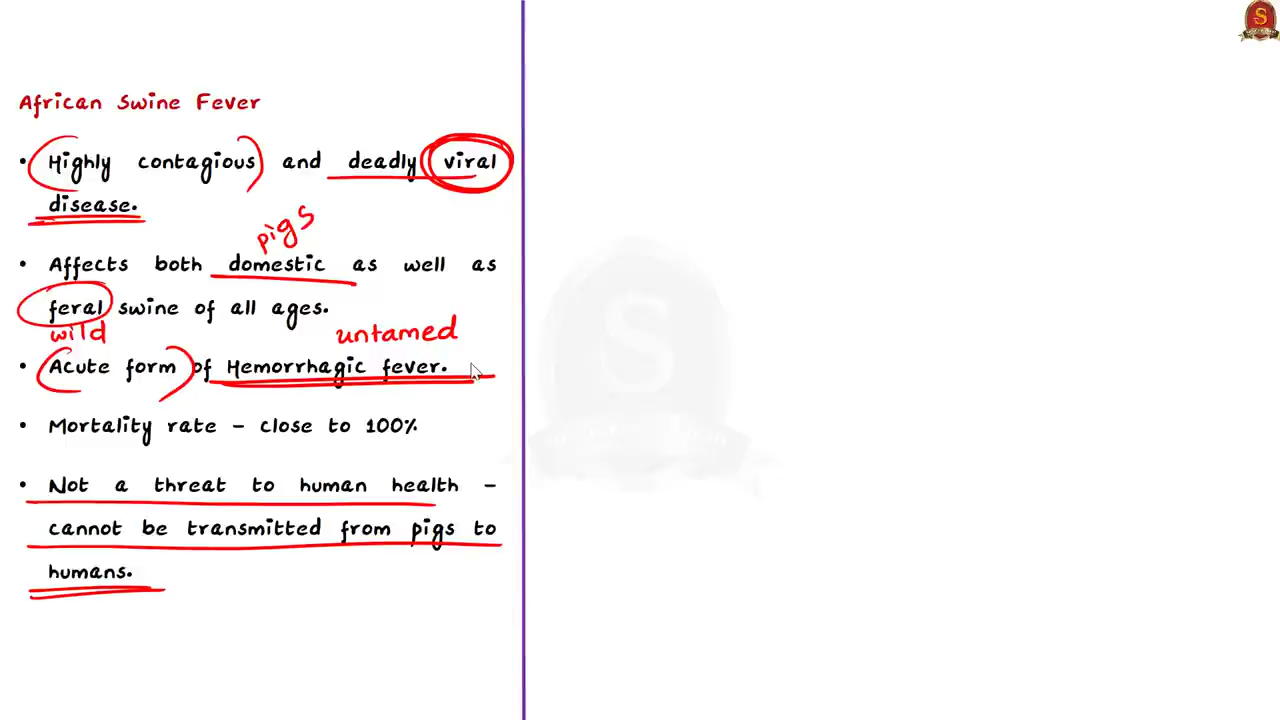 African Swine Fever
• Highly contagious and deadly viral
disease.
pigs
• Affects both domestic as well as
feral swine of all ages.
wild untamed
• Acute form of Hemorrhagic fever.
• Mortality rate – close to 100%
• Not a threat to human health –
cannot be transmitted from pigs to
humans.
S
S